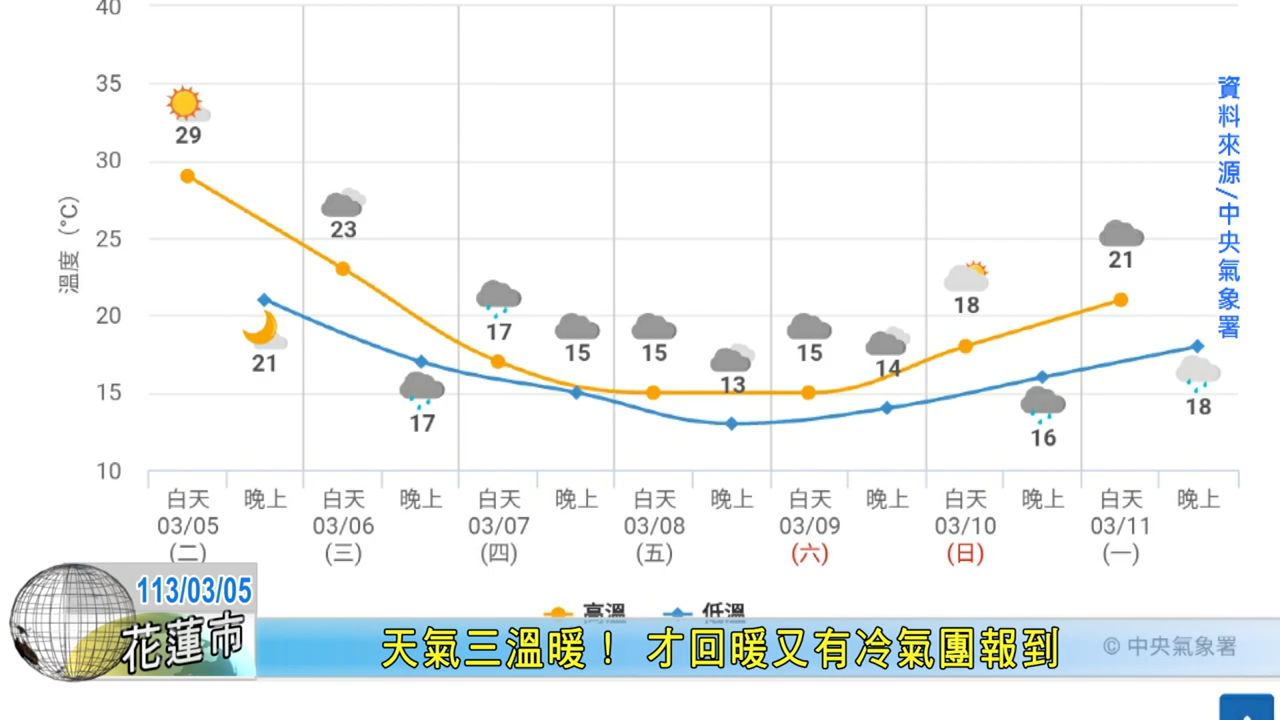 40
35
30
25
20
15
10
溫度 (°C)
29
21
23
17
17
15
15
13
15
14
18
16
21
18
白天 晚上 白天 晚上 白天 晚上 白天 晚上 白天 晚上 白天 晚上 白天 晚上
03/05 03/06 03/07 03/08 03/09 03/10 03/11
(二) (三) (四) (五) (六) (日) (一)
高溫 低溫
資料來源/中央氣象署
113/03/05
花蓮市
天氣三溫暖！ 才回暖又有冷氣團報到
© 中央氣象署